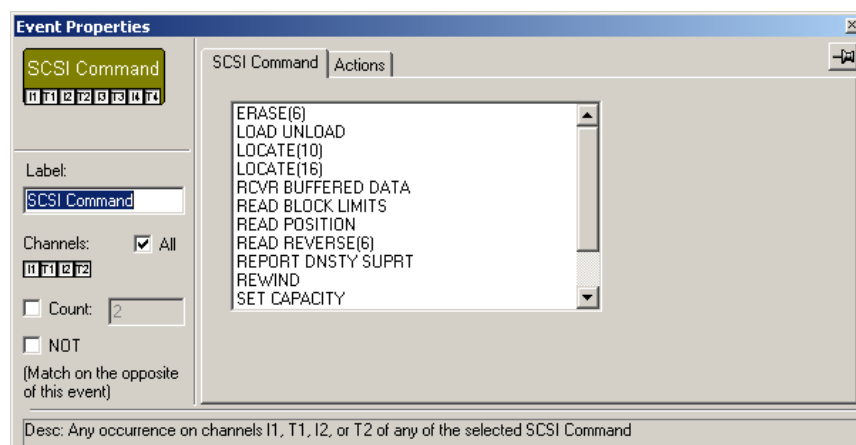 Event Properties
SCSI Command
I1 T1 I2 T2 I3 T3 I4 T4
Label:
SCSI Command
Channels: All
I1 T1 I2 T2
Count: 2
NOT
(Match on the opposite
of this event)
SCSI Command Actions
ERASE(6)
LOAD UNLOAD
LOCATE(10)
LOCATE(16)
RCVR BUFFERED DATA
READ BLOCK LIMITS
READ POSITION
READ REVERSE(6)
REPORT DNSTY SUPRT
REWIND
SET CAPACITY
Desc: Any occurrence on channels I1, T1, I2, or T2 of any of the selected SCSI Command